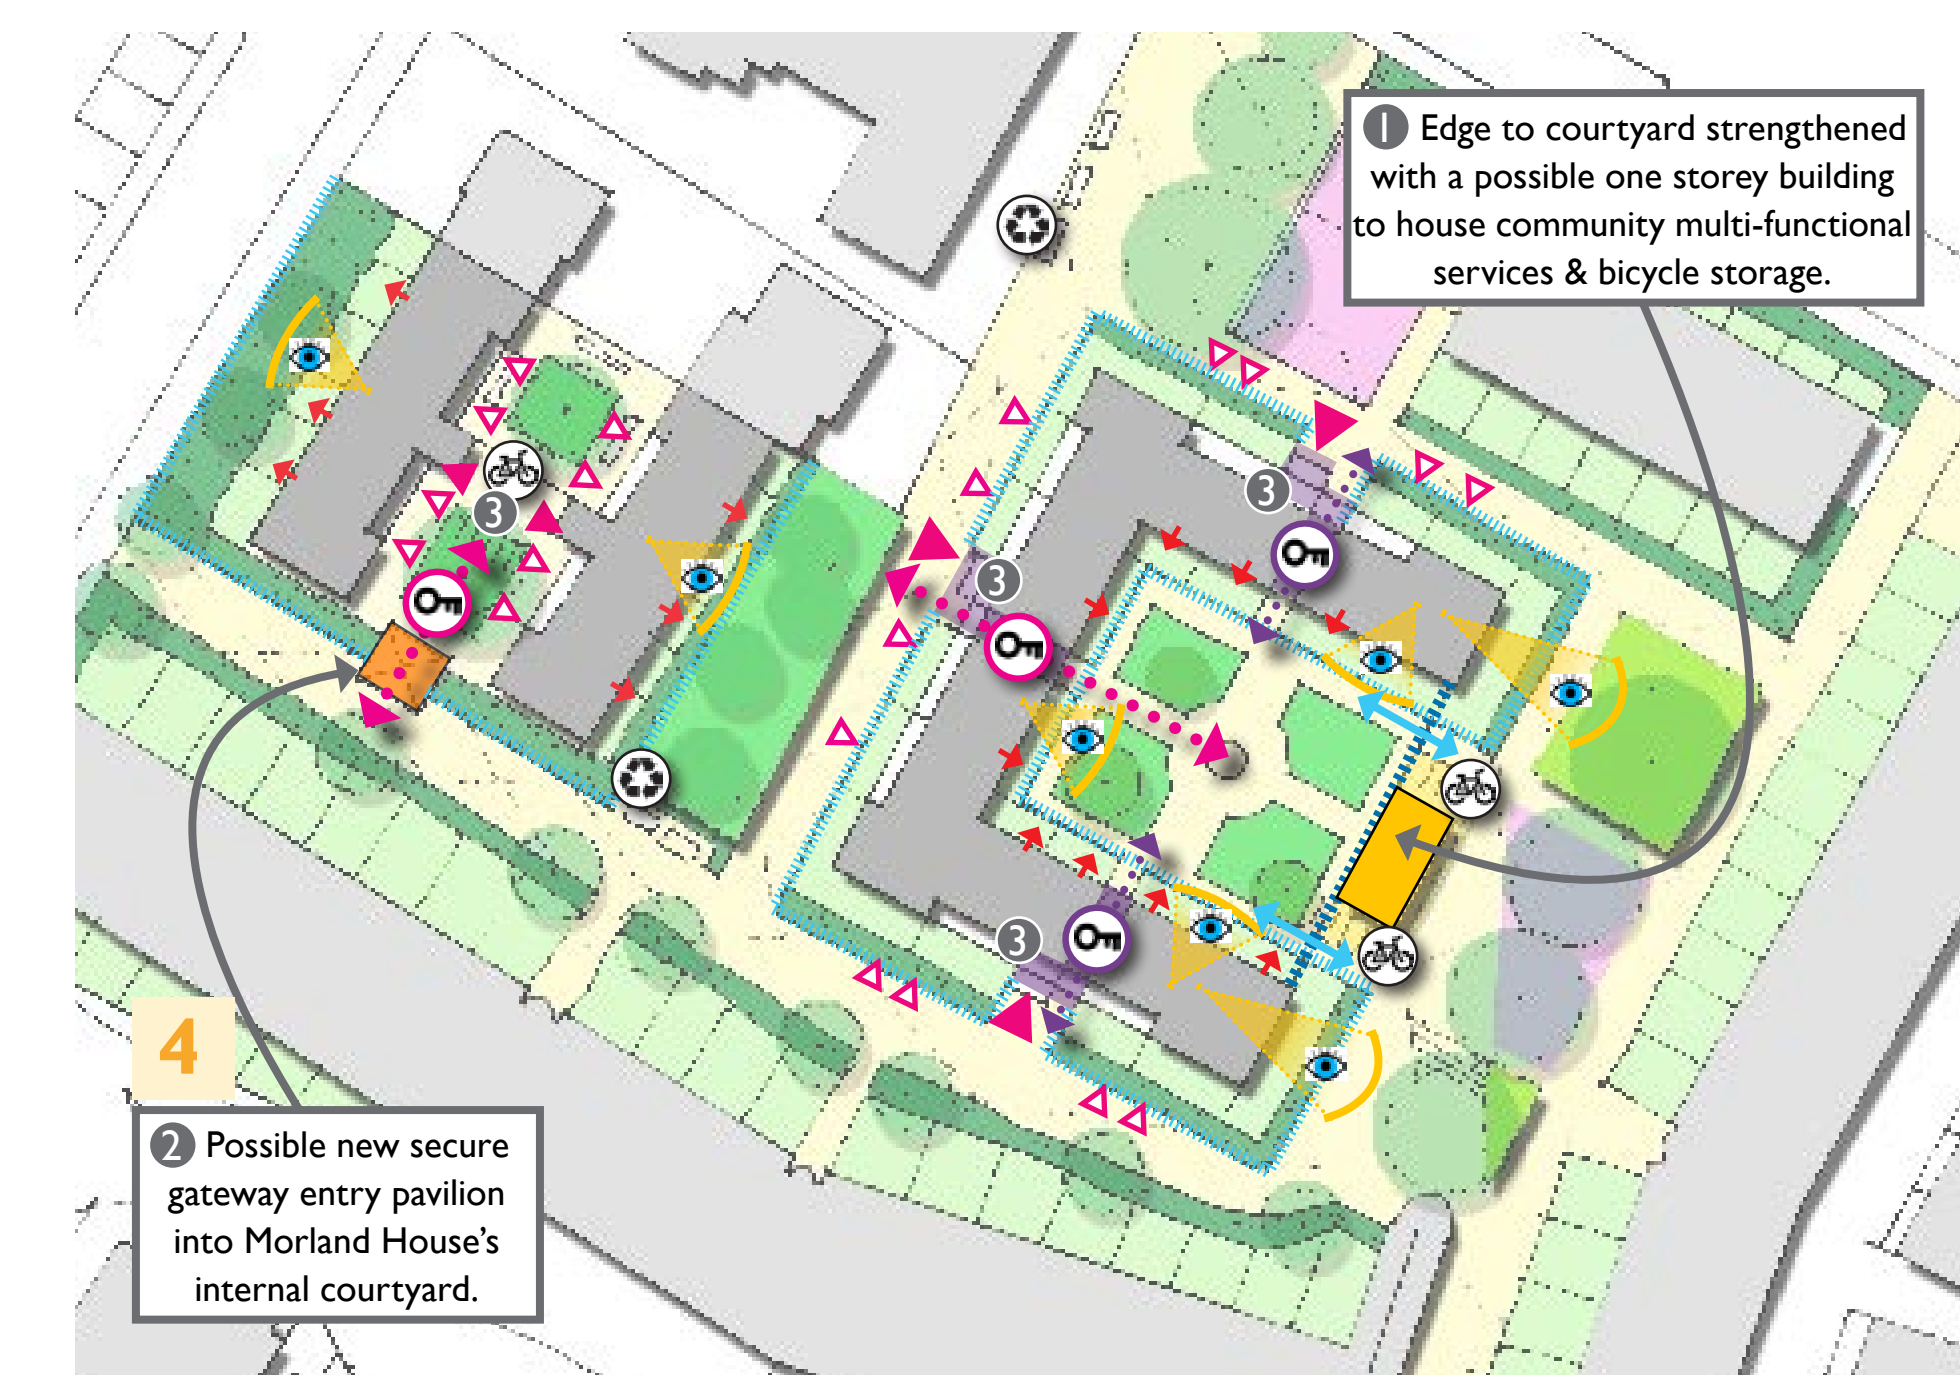 1 Edge to courtyard strengthened
with a possible one storey building
to house community multi-functional
services & bicycle storage.
3
3
3
3
4
2 Possible new secure
gateway entry pavilion
into Morland House's
internal courtyard.